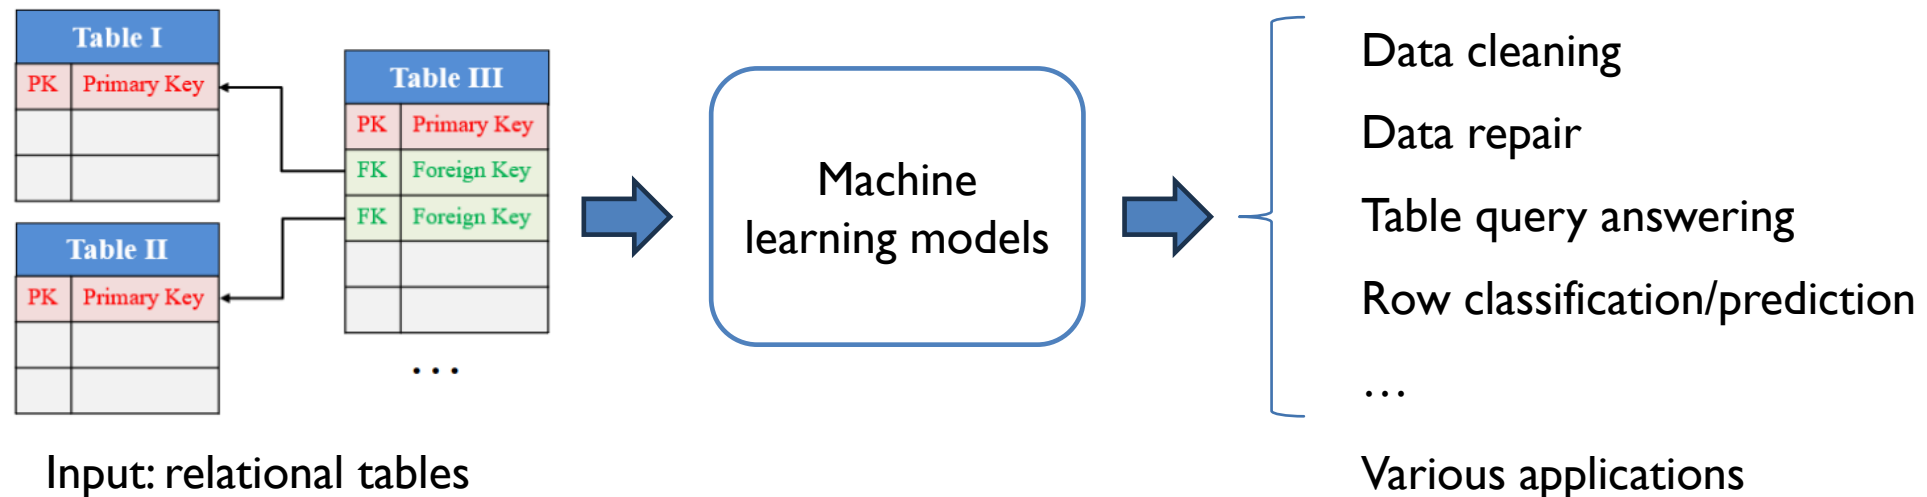 Table I
PK Primary Key
Table II
PK Primary Key
Table III
PK Primary Key
FK Foreign Key
FK Foreign Key
...
Input: relational tables
Machine
learning models
Data cleaning
Data repair
Table query answering
Row classification/prediction
...
Various applications